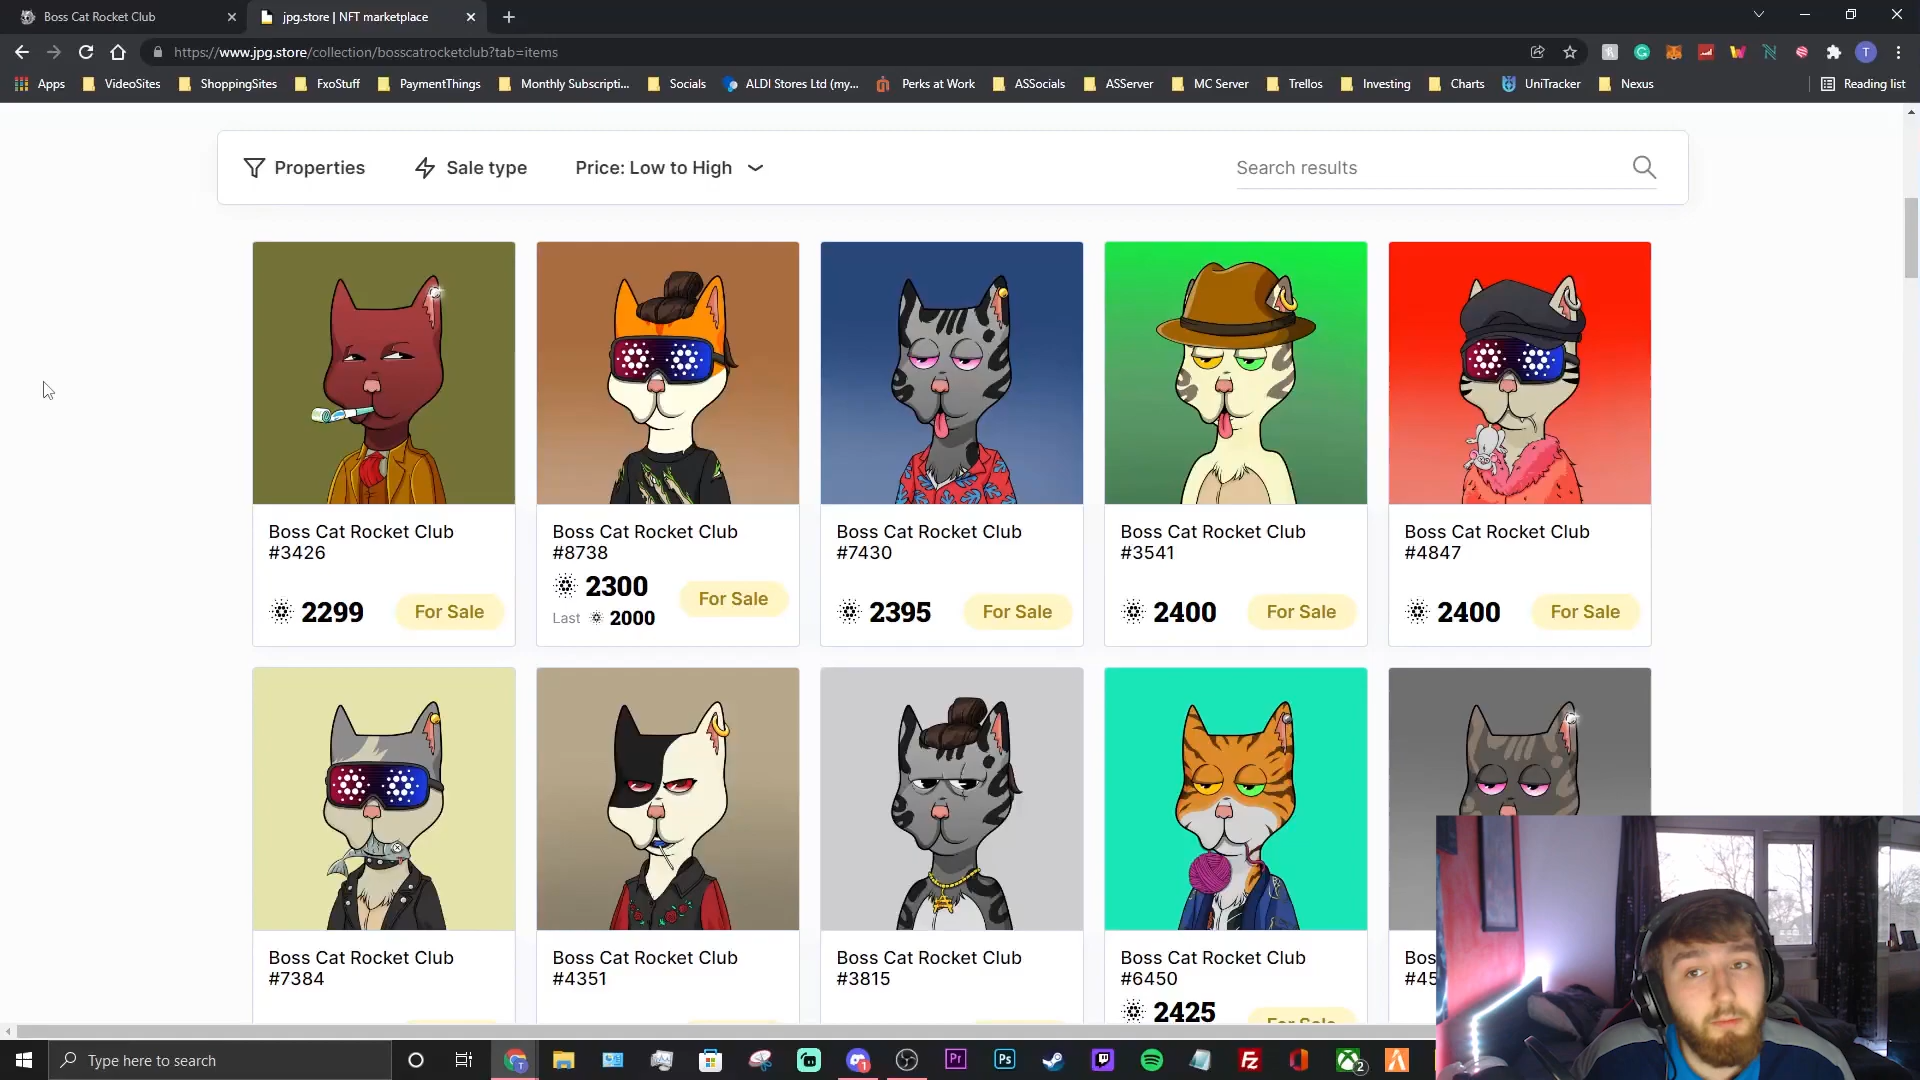 Boss Cat Rocket Club
jpg.store | NFT marketplace
https://www.jpg.store/collection/bosscatrocketclub?tab=items
Apps VideoSites ShoppingSites FxoStuff PaymentThings Monthly Subscripti... Socials ALDI Stores Ltd (my... Perks at Work ASSocials ASServer MC Server Trellos Investing Charts UniTracker Nexus Reading list
Properties Sale type Price: Low to High Search results
Boss Cat Rocket Club
#3426
2299 For Sale
Boss Cat Rocket Club
#8738
2300 For Sale
Last 2000
Boss Cat Rocket Club
#7430
2395 For Sale
Boss Cat Rocket Club
#3541
2400 For Sale
Boss Cat Rocket Club
#4847
2400 For Sale
Boss Cat Rocket Club
#7384
Boss Cat Rocket Club
#4351
Boss Cat Rocket Club
#3815
Boss Cat Rocket Club
#6450
2425 For Sale
Bos
#45
Type here to search